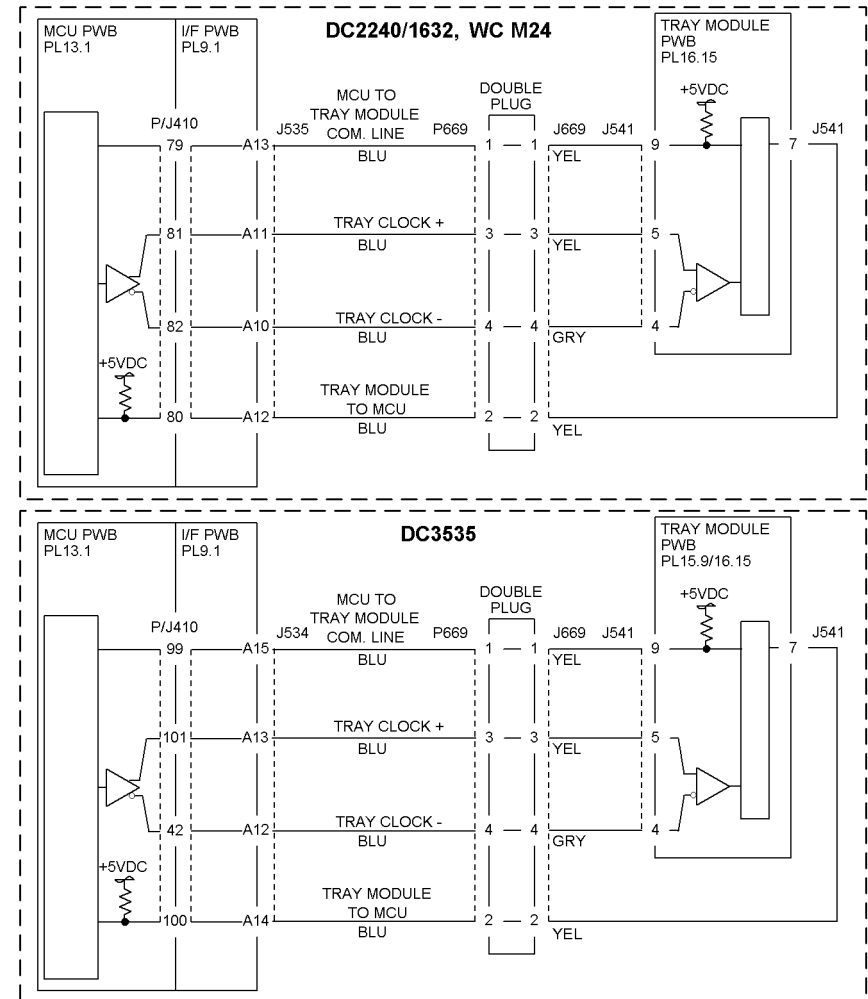 DC2240/1632, WC M24
MCU PWB
PL13.1
I/F PWB
PL9.1
TRAY MODULE
PWB
PL16.15
+5VDC
DOUBLE
PLUG
MCU TO
TRAY MODULE
COM. LINE
P/J410
J535
P669
J669
J541
J541
79
A13
BLU
1 — 1
YEL
9
7
TRAY CLOCK +
81
A11
BLU
3 — 3
YEL
5
TRAY CLOCK -
82
A10
BLU
4 — 4
GRY
4
+5VDC
TRAY MODULE
TO MCU
80
A12
BLU
2 — 2
YEL
DC3535
MCU PWB
PL13.1
I/F PWB
PL9.1
TRAY MODULE
PWB
PL15.9/16.15
+5VDC
DOUBLE
PLUG
MCU TO
TRAY MODULE
COM. LINE
P/J410
J534
P669
J669
J541
J541
99
A15
BLU
1 — 1
YEL
9
7
TRAY CLOCK +
101
A13
BLU
3 — 3
YEL
5
TRAY CLOCK -
42
A12
BLU
4 — 4
GRY
4
+5VDC
TRAY MODULE
TO MCU
100
A14
BLU
2 — 2
YEL